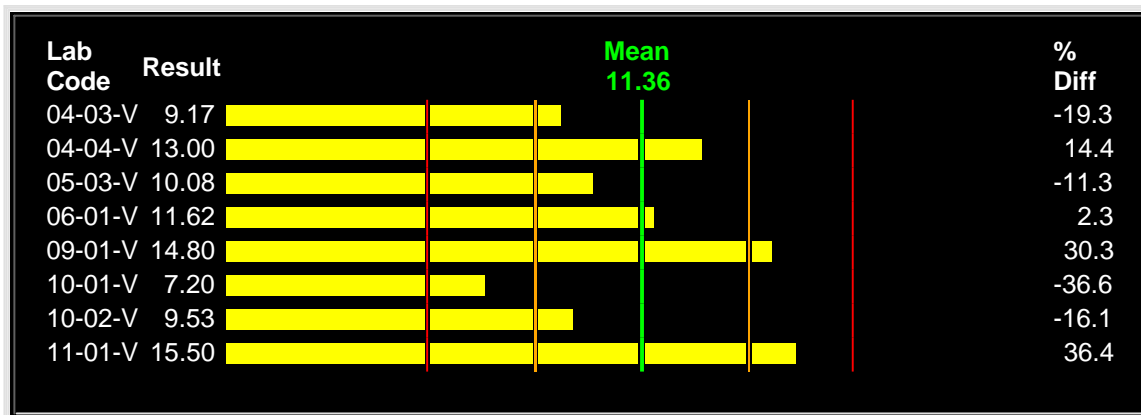 Lab Code Result Mean 11.36 % Diff
04-03-V 9.17 -19.3
04-04-V 13.00 14.4
05-03-V 10.08 -11.3
06-01-V 11.62 2.3
09-01-V 14.80 30.3
10-01-V 7.20 -36.6
10-02-V 9.53 -16.1
11-01-V 15.50 36.4